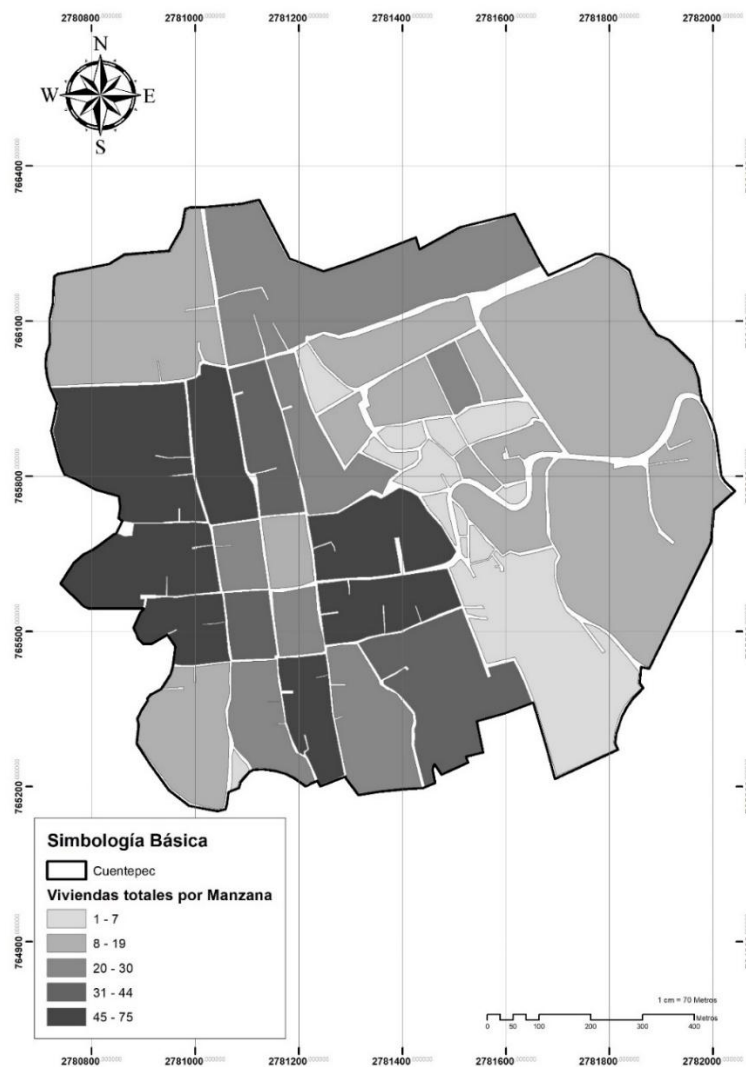 2780800 2781000 2781200 2781400 2781600 2781800 2782000
N
W E
S
766400
766100
765800
765500
765200
764900
Simbología Básica
Cuentepec
Viviendas totales por Manzana
1 - 7
8 - 19
20 - 30
31 - 44
45 - 75
1 cm = 70 Metros
Metros
0 50 100 200 300 400
2780800 2781000 2781200 2781400 2781600 2781800 2782000